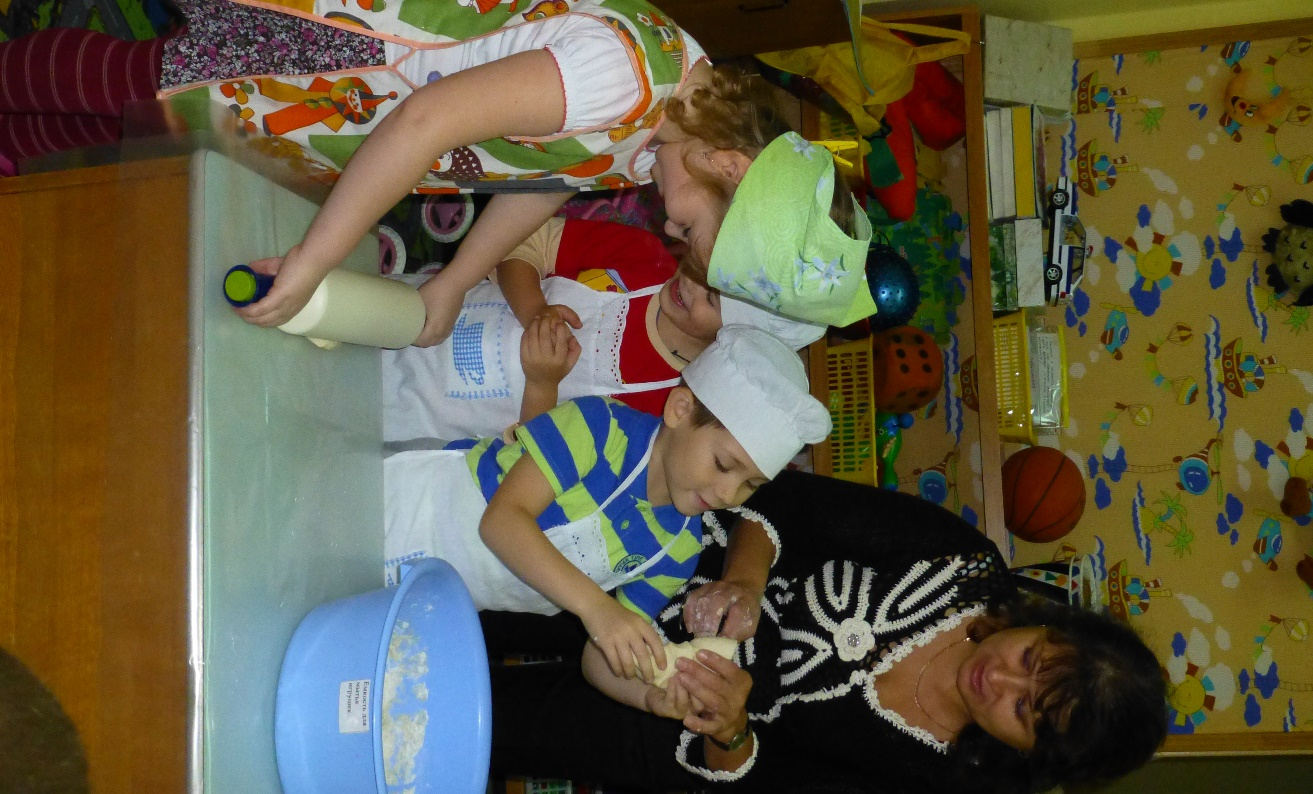 Емкость для
мытья
игрушек